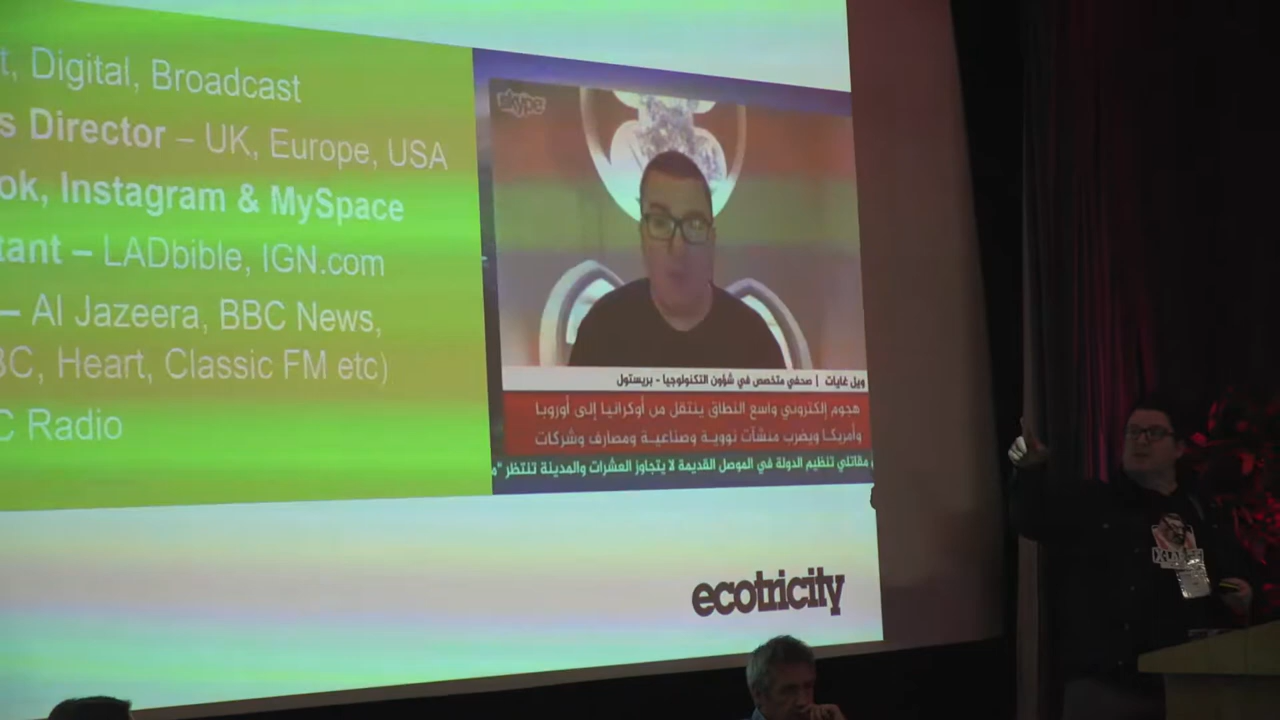 t, Digital, Broadcast
s Director – UK, Europe, USA
ok, Instagram & MySpace
tant – LADbible, IGN.com
– Al Jazeera, BBC News,
BC, Heart, Classic FM etc)
C Radio
skype
ويل غايات | صحفي متخصص في شؤون التكنولوجيا - بريستول
هجوم إلكتروني واسع النطاق ينتقل من أوكرانيا إلى أوروبا
وأمريكا ويضرب منشآت نووية وصناعية ومصارف وشركات
مقاتلي تنظيم الدولة في الموصل القديمة لا يتجاوز العشرات والمدينة تنتظر "م
ecotricity